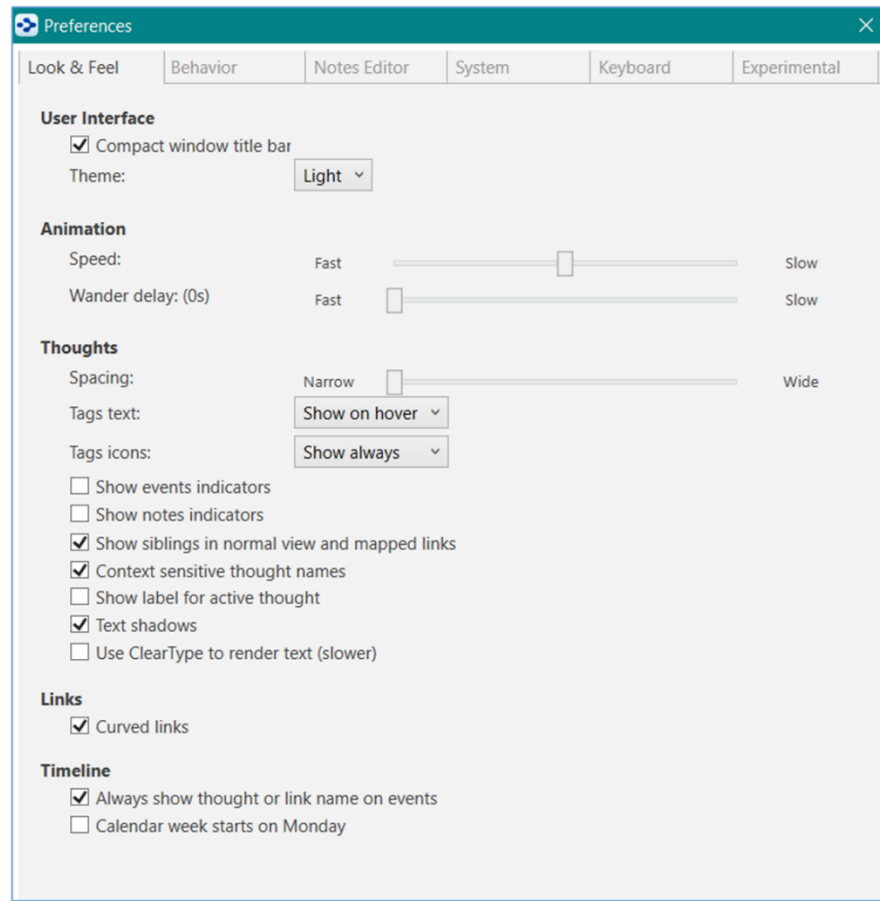 Preferences
Look & Feel Behavior Notes Editor System Keyboard Experimental
User Interface
Compact window title bar
Theme: Light
Animation
Speed: Fast Slow
Wander delay: (0s) Fast Slow
Thoughts
Spacing: Narrow Wide
Tags text: Show on hover
Tags icons: Show always
Show events indicators
Show notes indicators
Show siblings in normal view and mapped links
Context sensitive thought names
Show label for active thought
Text shadows
Use ClearType to render text (slower)
Links
Curved links
Timeline
Always show thought or link name on events
Calendar week starts on Monday